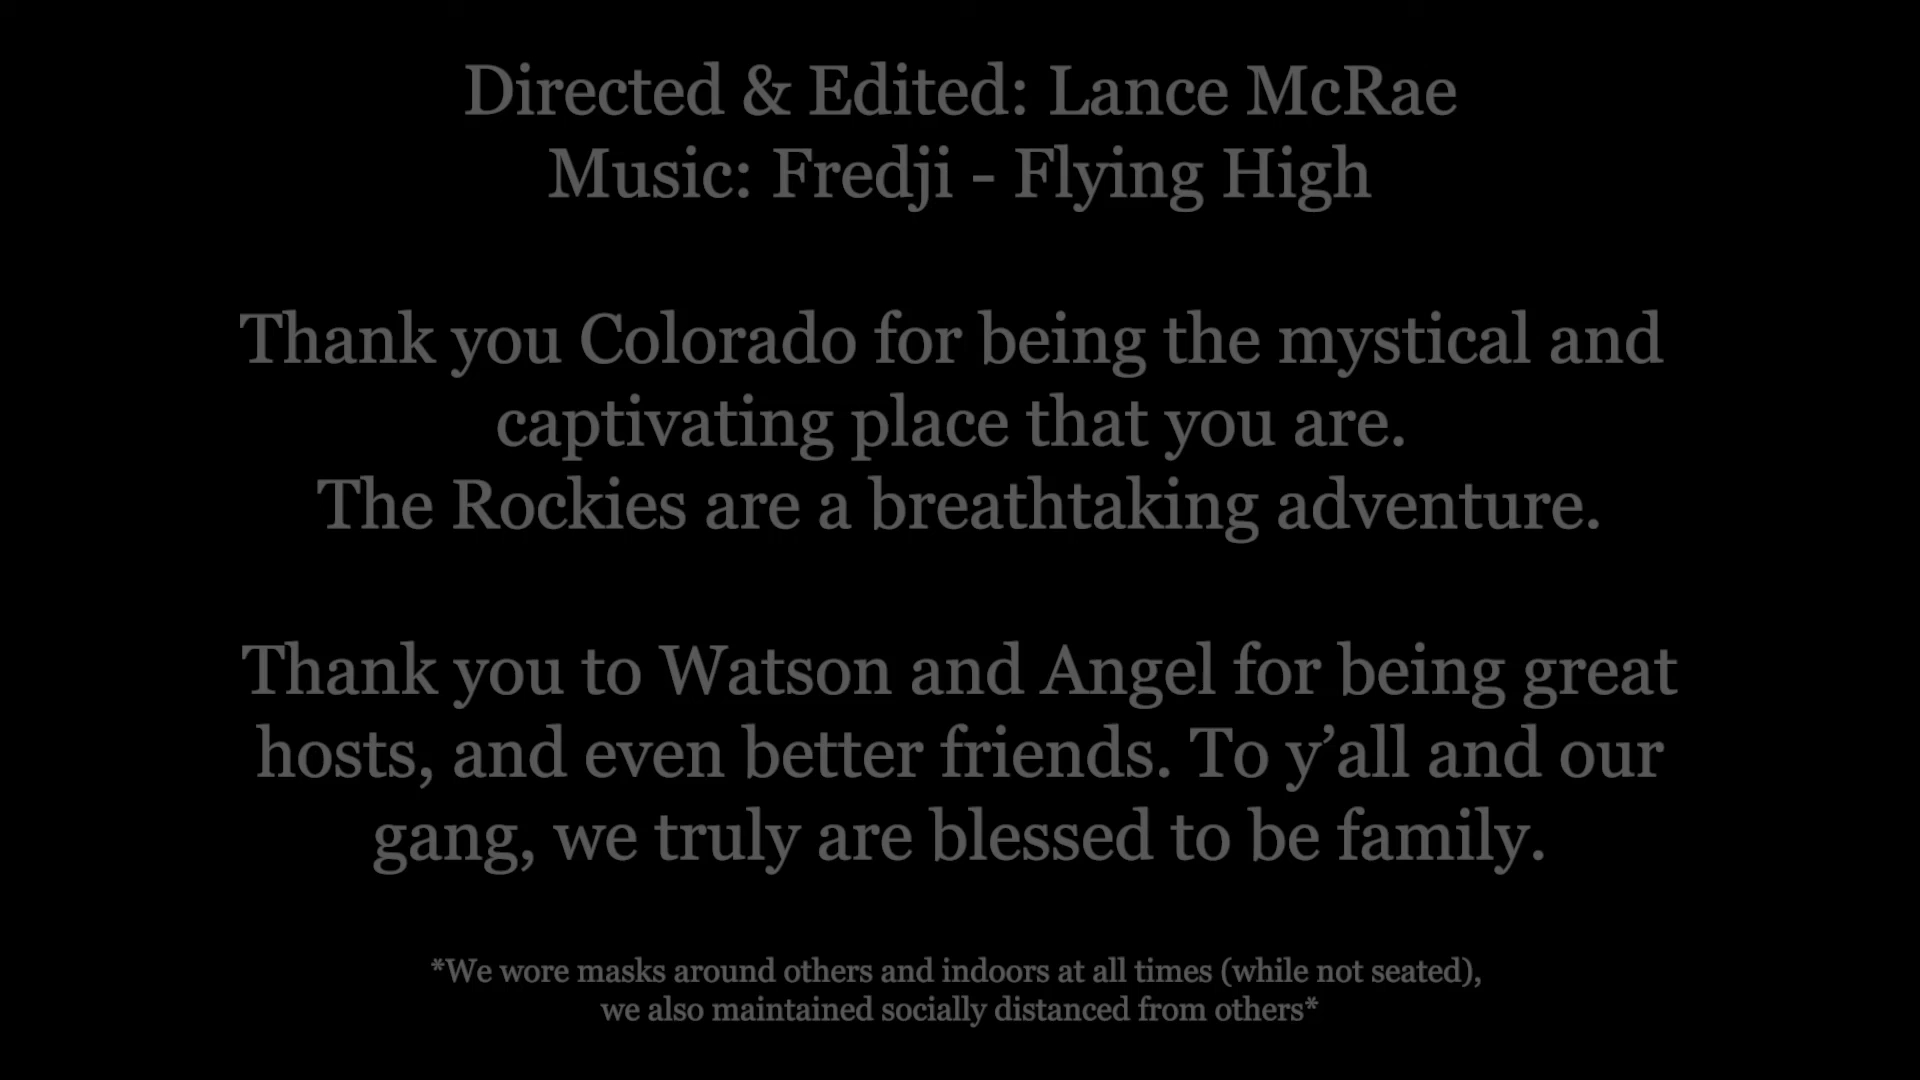 Directed & Edited: Lance McRae
Music: Fredji - Flying High
Thank you Colorado for being the mystical and
captivating place that you are.
The Rockies are a breathtaking adventure.
Thank you to Watson and Angel for being great
hosts, and even better friends. To y’all and our
gang, we truly are blessed to be family.
*We wore masks around others and indoors at all times (while not seated),
we also maintained socially distanced from others*